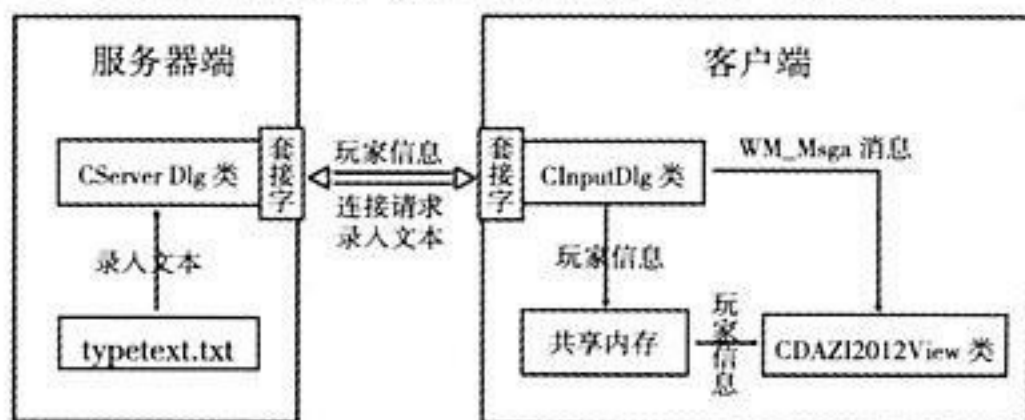 服务器端
客户端
CServer Dlg 类
套接字
玩家信息
连接请求
录入文本
套接字
CInputDlg 类
WM_Msga 消息
录人文本
玩家信息
typetext.txt
共享内存
玩家信息
CDAZI2012View 类